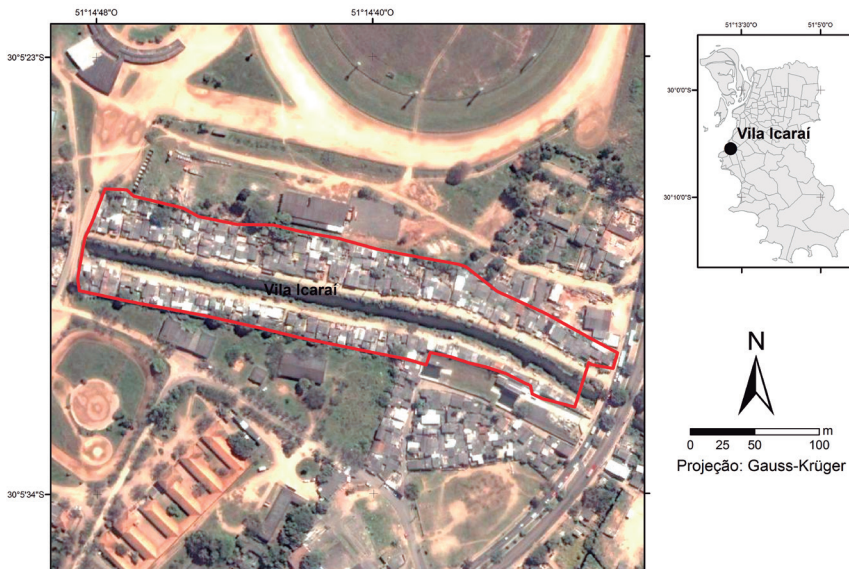 51°14'48"O
51°14'40"O
30°5'23"S
30°5'34"S
Vila Icaraí
51°13'30"O
51°5'0"O
30°0'0"S
30°10'0"S
Vila Icaraí
N
0 25 50 100 m
Projeção: Gauss-Krüger